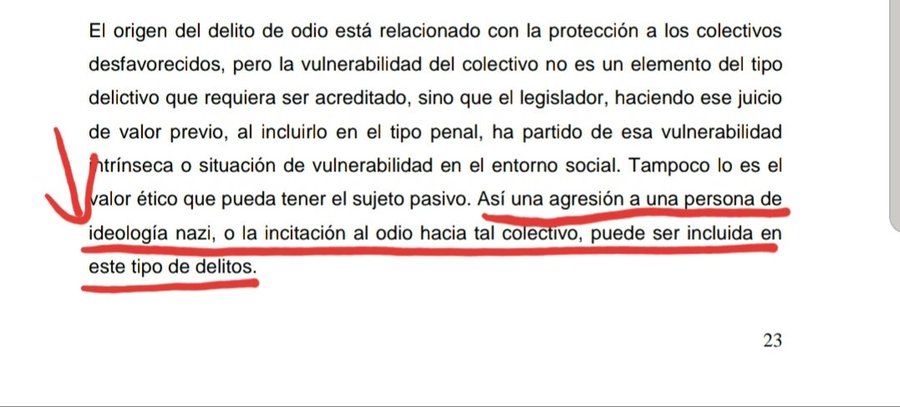 El origen del delito de odio está relacionado con la protección a los colectivos
desfavorecidos, pero la vulnerabilidad del colectivo no es un elemento del tipo
delictivo que requiera ser acreditado, sino que el legislador, haciendo ese juicio
de valor previo, al incluirlo en el tipo penal, ha partido de esa vulnerabilidad
intrínseca o situación de vulnerabilidad en el entorno social. Tampoco lo es el
valor ético que pueda tener el sujeto pasivo. Así una agresión a una persona de
ideología nazi, o la incitación al odio hacia tal colectivo, puede ser incluida en
este tipo de delitos.
23